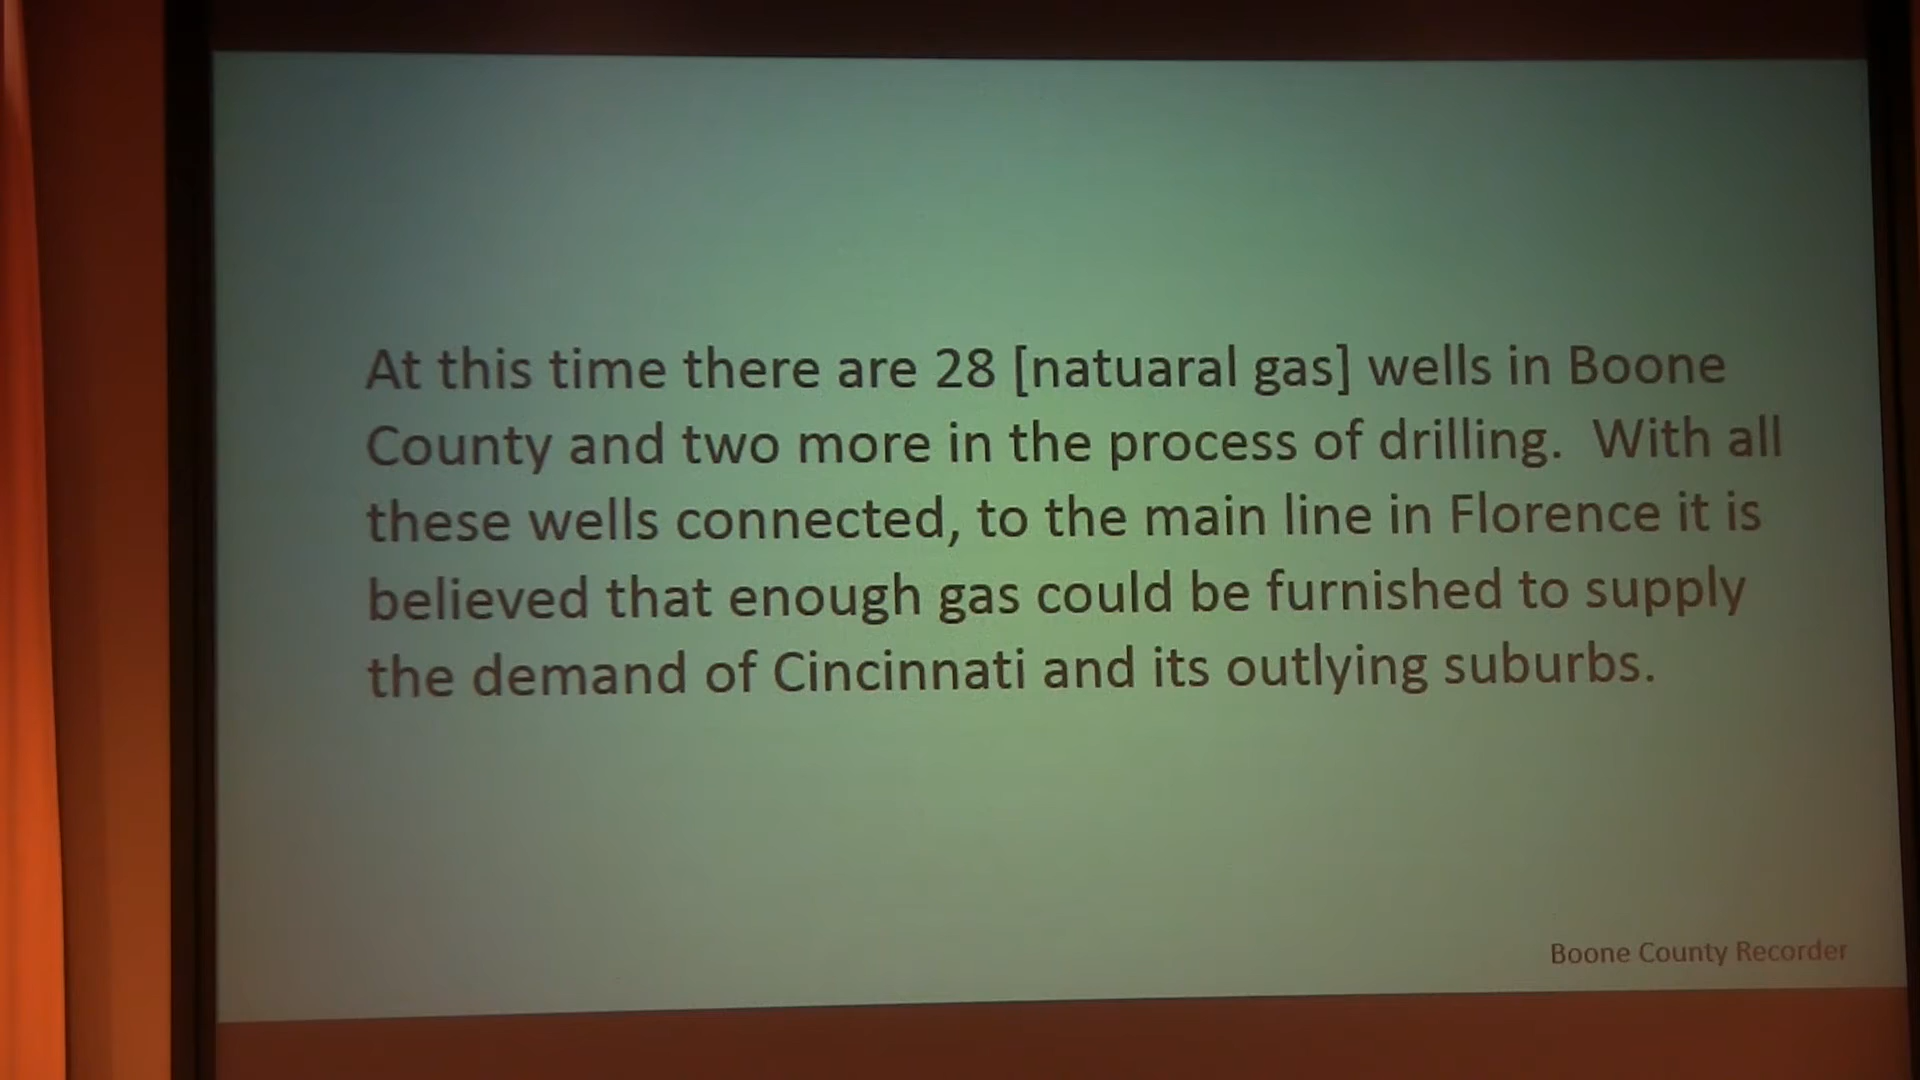 At this time there are 28 [natuaral gas] wells in Boone
County and two more in the process of drilling.  With all
these wells connected, to the main line in Florence it is
believed that enough gas could be furnished to supply
the demand of Cincinnati and its outlying suburbs.
Boone County Recorder